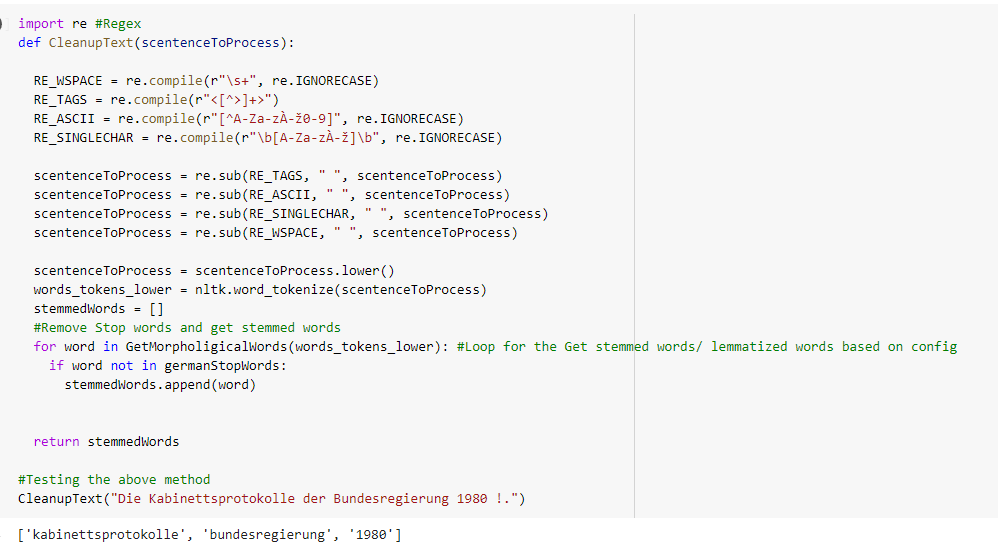 import re #Regex
def CleanupText(scentenceToProcess):
RE_WSPACE = re.compile(r"\s+", re.IGNORECASE)
RE_TAGS = re.compile(r"<[^>]+>")
RE_ASCII = re.compile(r"[^A-Za-zÀ-ž0-9]", re.IGNORECASE)
RE_SINGLECHAR = re.compile(r"\b[A-Za-zÀ-ž]\b", re.IGNORECASE)
scentenceToProcess = re.sub(RE_TAGS, " ", scentenceToProcess)
scentenceToProcess = re.sub(RE_ASCII, " ", scentenceToProcess)
scentenceToProcess = re.sub(RE_SINGLECHAR, " ", scentenceToProcess)
scentenceToProcess = re.sub(RE_WSPACE, " ", scentenceToProcess)
scentenceToProcess = scentenceToProcess.lower()
words_tokens_lower = nltk.word_tokenize(scentenceToProcess)
stemmedWords = []
#Remove Stop words and get stemmed words
for word in GetMorpholigicalWords(words_tokens_lower): #Loop for the Get stemmed words/ lemmatized words based on config
if word not in germanStopWords:
stemmedWords.append(word)
return stemmedWords
#Testing the above method
CleanupText("Die Kabinettsprotokolle der Bundesregierung 1980 !.")
['kabinettsprotokolle', 'bundesregierung', '1980']